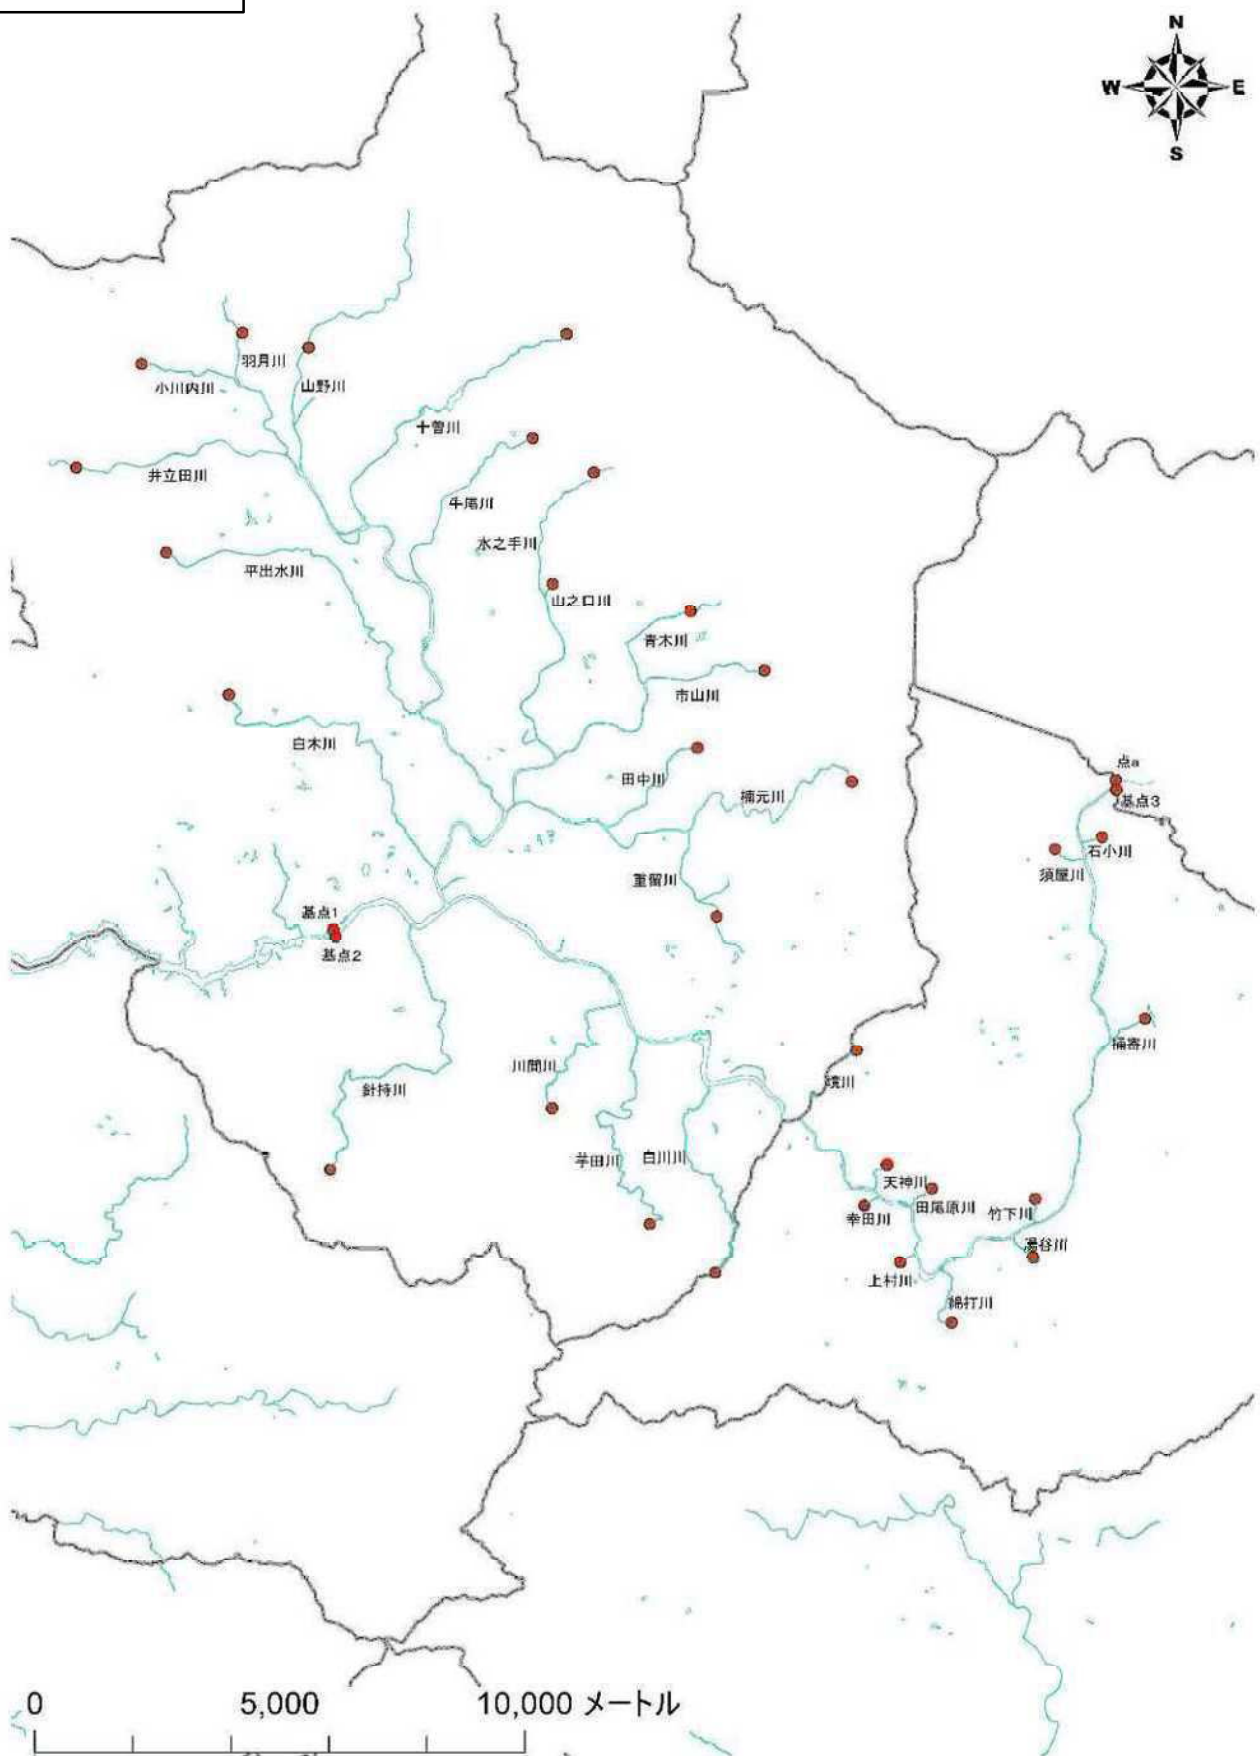 N
W E
S
羽月川
小川内川
山野川
十曽川
井立田川
牛尾川
水之手川
平出水川
山之口川
青木川
市山川
白木川
点a
田中川
楠元川
基点3
石小川
須屋川
重留川
基点1
基点2
桶寄川
川間川
境川
針持川
芋田川
白川川
天神川
田尾原川
竹下川
幸田川
湯谷川
上村川
綿打川
0 5,000 10,000 メートル